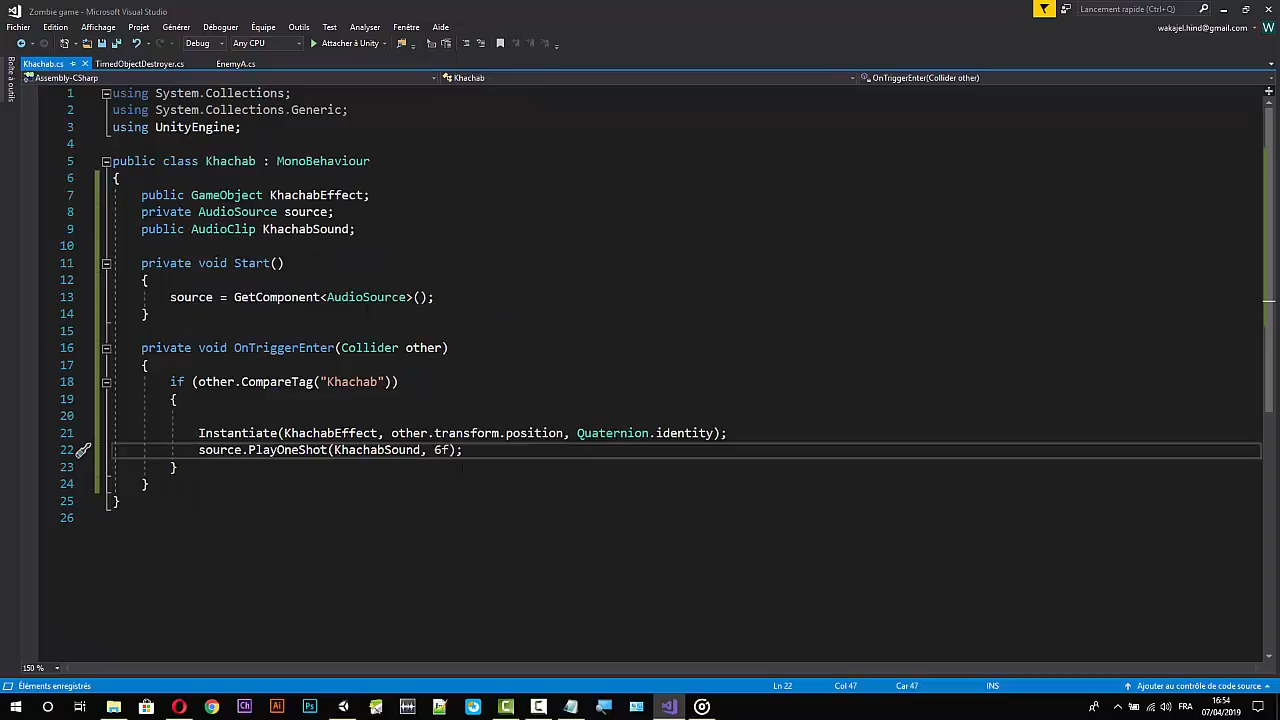 Zombie game - Microsoft Visual Studio
Lancement rapide (Ctrl+Q)
Fichier Edition Affichage Projet Générer Déboguer Équipe Outils Test Analyser Fenêtre Aide
wakajel.hind@gmail.com W
Debug Any CPU Attacher à Unity
Boîte à outils
Khachab.cs TimedObjectDestroyer.cs EnemyA.cs
Assembly-CSharp Khachab OnTriggerEnter(Collider other)
1 using System.Collections;
2 using System.Collections.Generic;
3 using UnityEngine;
4
5 public class Khachab : MonoBehaviour
6 {
7 public GameObject KhachabEffect;
8 private AudioSource source;
9 public AudioClip KhachabSound;
10
11 private void Start()
12 {
13 source = GetComponent<AudioSource>();
14 }
15
16 private void OnTriggerEnter(Collider other)
17 {
18 if (other.CompareTag("Khachab"))
19 {
20
21 Instantiate(KhachabEffect, other.transform.position, Quaternion.identity);
22 source.PlayOneShot(KhachabSound, 6f);
23 }
24 }
25 }
26
150 %
Éléments enregistrés Ln 22 Col 47 Car 47 INS Ajouter au contrôle de code source
Ch Ai Ps FRA 16:54
07/04/2019